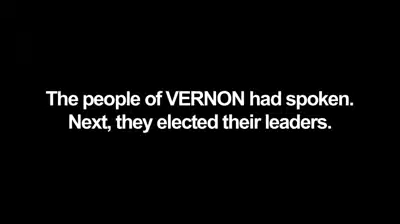 The people of VERNON had spoken.
Next, they elected their leaders.